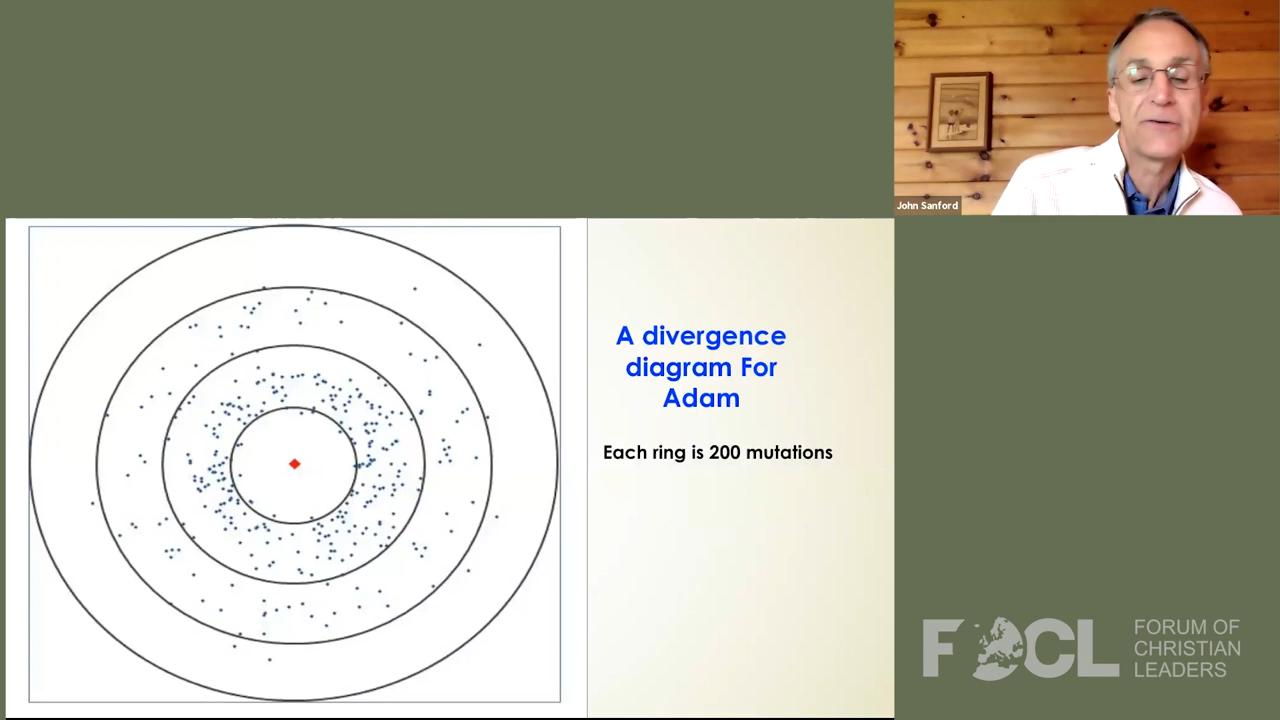 John Sanford
A divergence
diagram For
Adam
Each ring is 200 mutations
FOCL
FORUM OF
CHRISTIAN
LEADERS